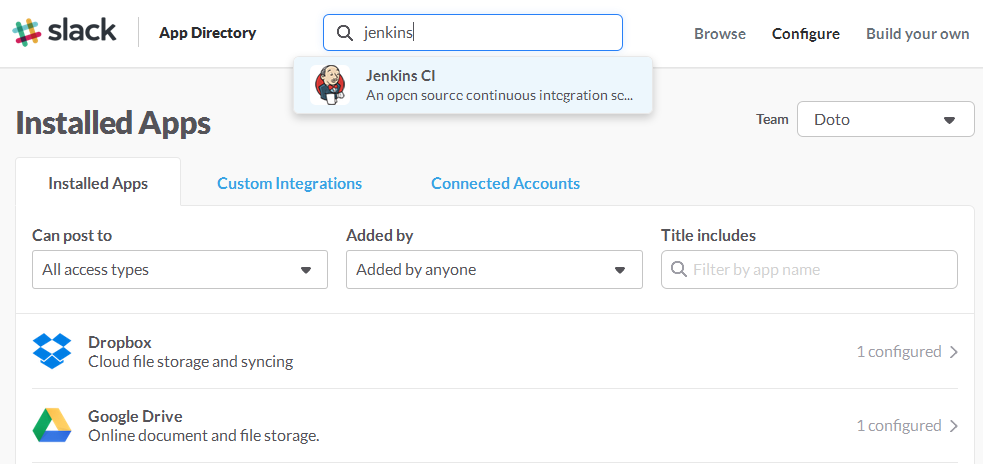 slack
App Directory
jenkins
Browse
Configure
Build your own
Jenkins CI
An open source continuous integration se...
Installed Apps
Team
Doto
Installed Apps
Custom Integrations
Connected Accounts
Can post to
Added by
Title includes
All access types
Added by anyone
Filter by app name
Dropbox
Cloud file storage and syncing
1 configured
Google Drive
Online document and file storage.
1 configured